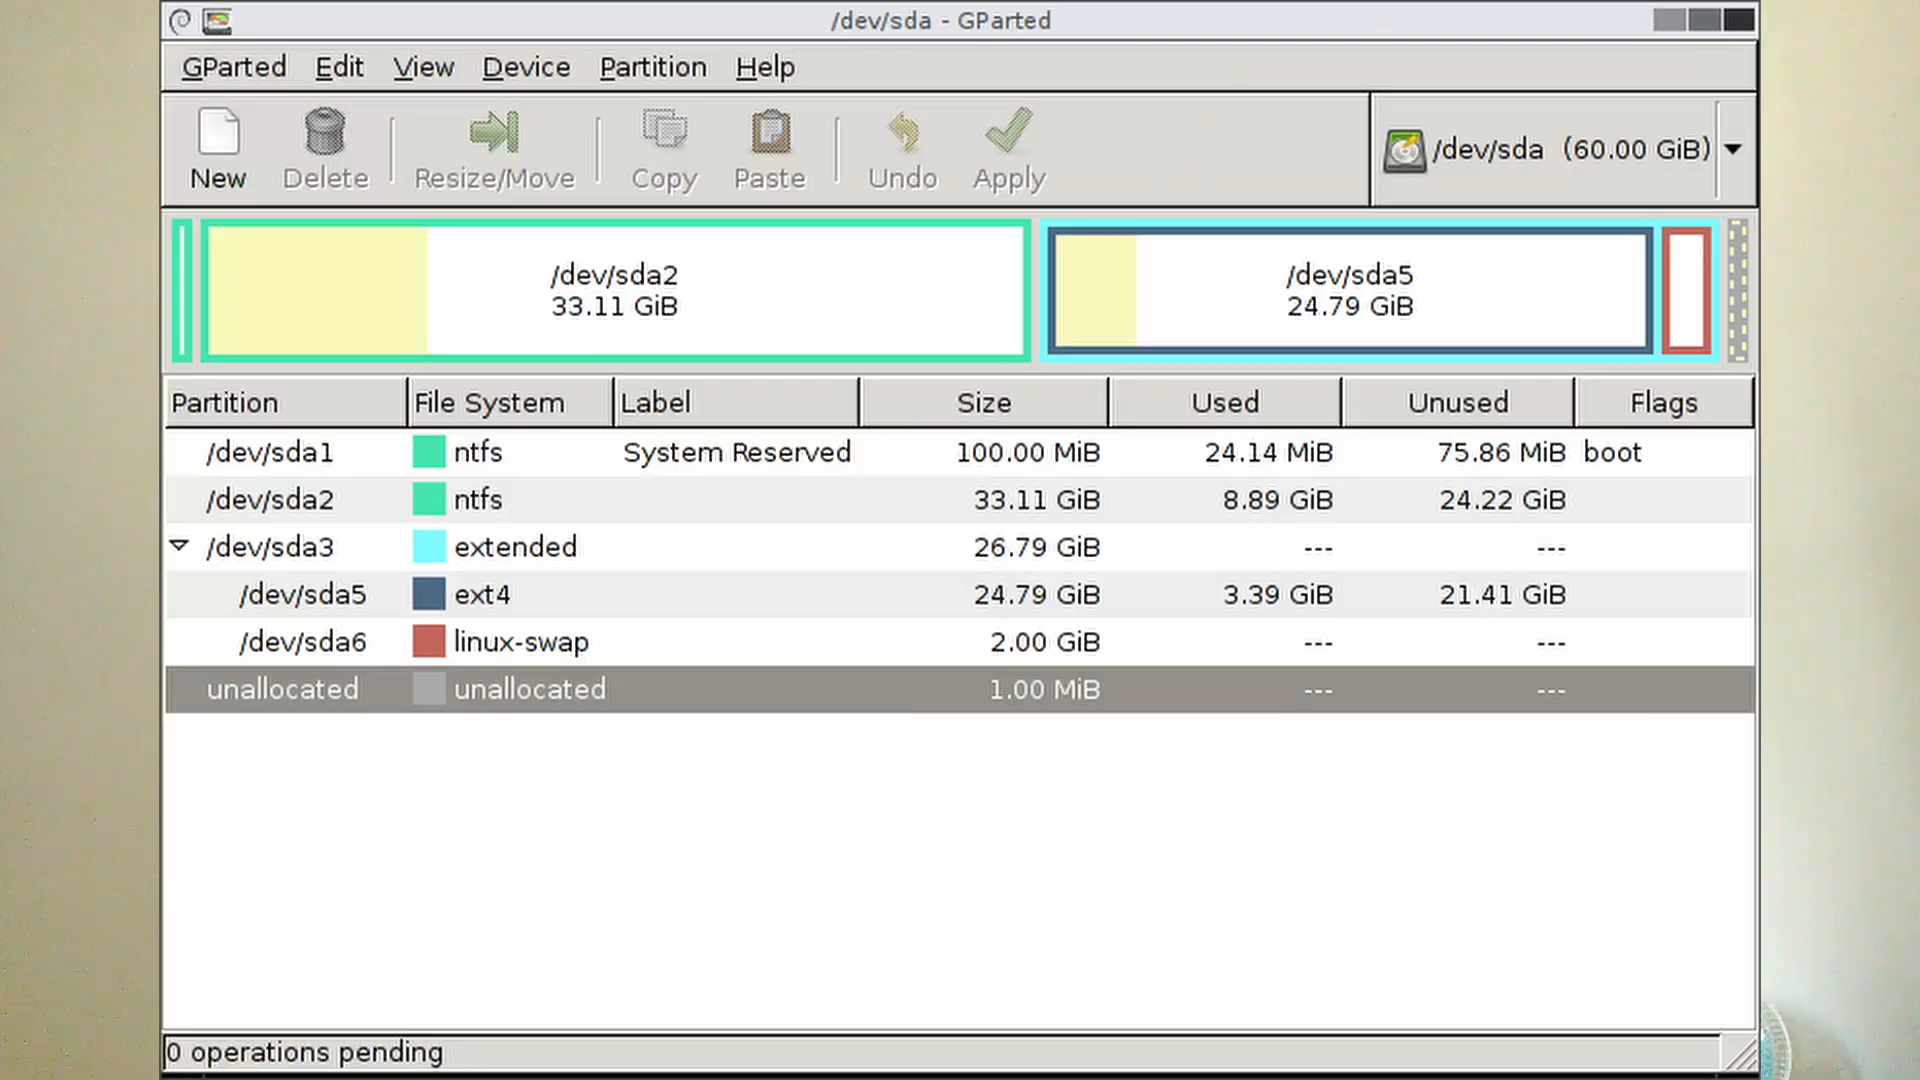 /dev/sda - GParted
GParted Edit View Device Partition Help
New Delete Resize/Move Copy Paste Undo Apply /dev/sda (60.00 GiB)
/dev/sda2
33.11 GiB
/dev/sda5
24.79 GiB
Partition File System Label Size Used Unused Flags
/dev/sda1 ntfs System Reserved 100.00 MiB 24.14 MiB 75.86 MiB boot
/dev/sda2 ntfs 33.11 GiB 8.89 GiB 24.22 GiB
/dev/sda3 extended 26.79 GiB --- ---
/dev/sda5 ext4 24.79 GiB 3.39 GiB 21.41 GiB
/dev/sda6 linux-swap 2.00 GiB --- ---
unallocated unallocated 1.00 MiB --- ---
0 operations pending